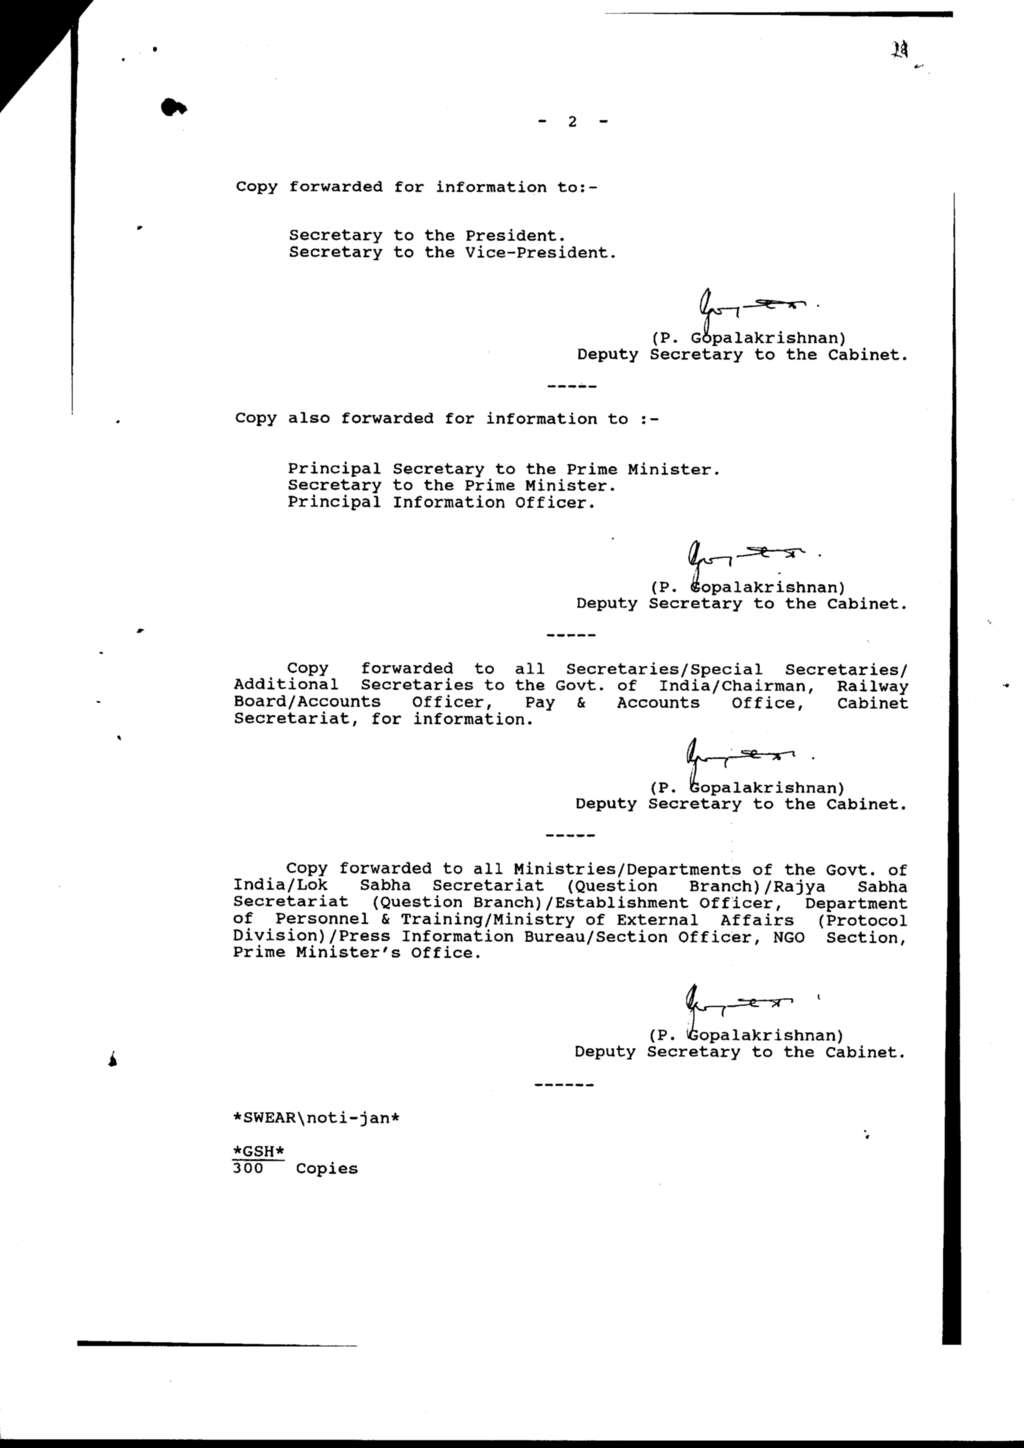 - 2 -
Copy forwarded for information to:-
Secretary to the President.
Secretary to the Vice-President.
(P. Gopalakrishnan)
Deputy Secretary to the Cabinet.
-----
Copy also forwarded for information to :-
Principal Secretary to the Prime Minister.
Secretary to the Prime Minister.
Principal Information Officer.
(P. Gopalakrishnan)
Deputy Secretary to the Cabinet.
-----
Copy forwarded to all Secretaries/Special Secretaries/
Additional Secretaries to the Govt. of India/Chairman, Railway
Board/Accounts Officer, Pay & Accounts Office, Cabinet
Secretariat, for information.
(P. Gopalakrishnan)
Deputy Secretary to the Cabinet.
-----
Copy forwarded to all Ministries/Departments of the Govt. of
India/Lok Sabha Secretariat (Question Branch)/Rajya Sabha
Secretariat (Question Branch)/Establishment Officer, Department
of Personnel & Training/Ministry of External Affairs (Protocol
Division)/Press Information Bureau/Section Officer, NGO Section,
Prime Minister's Office.
(P. Gopalakrishnan)
Deputy Secretary to the Cabinet.
------
*SWEAR\noti-jan*
*GSH*
300 Copies